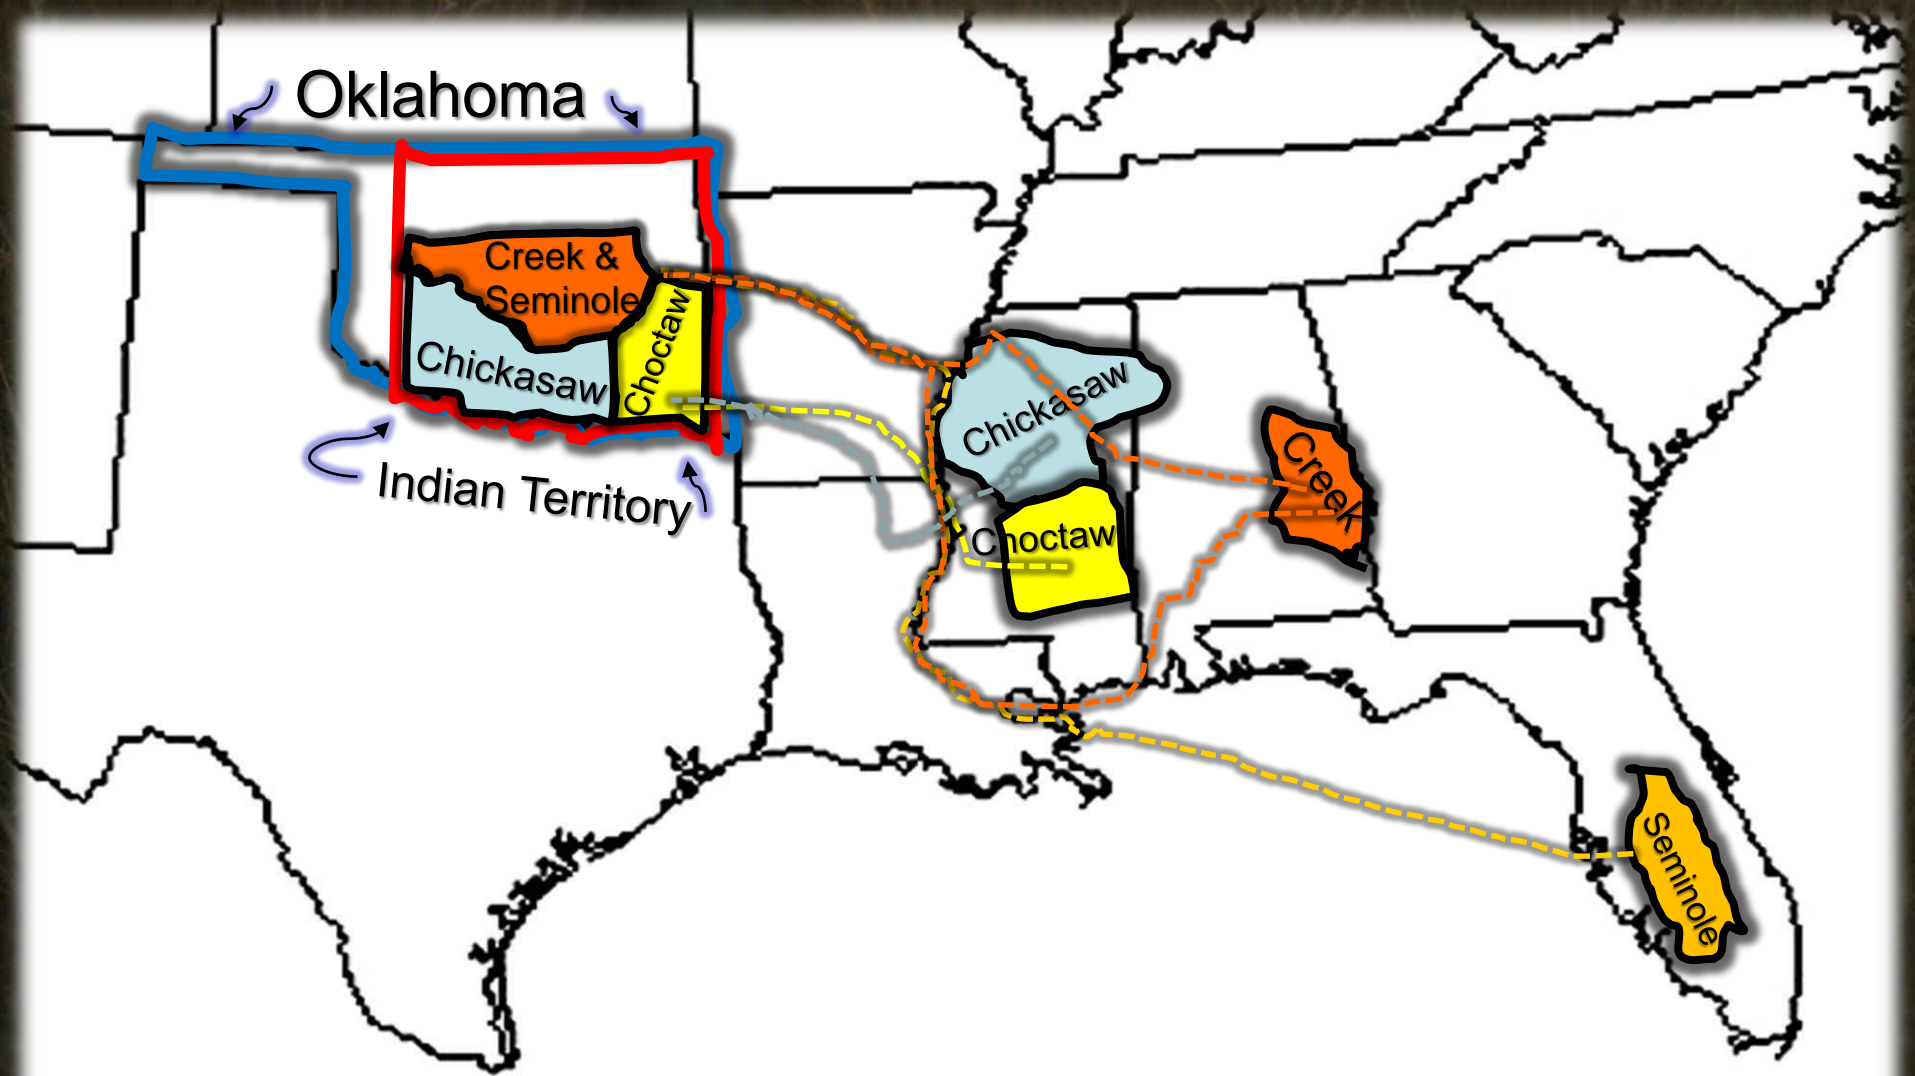 Oklahoma
Creek &
Seminole
Choctaw
Chickasaw
Indian Territory
Chickasaw
Choctaw
Creek
Seminole